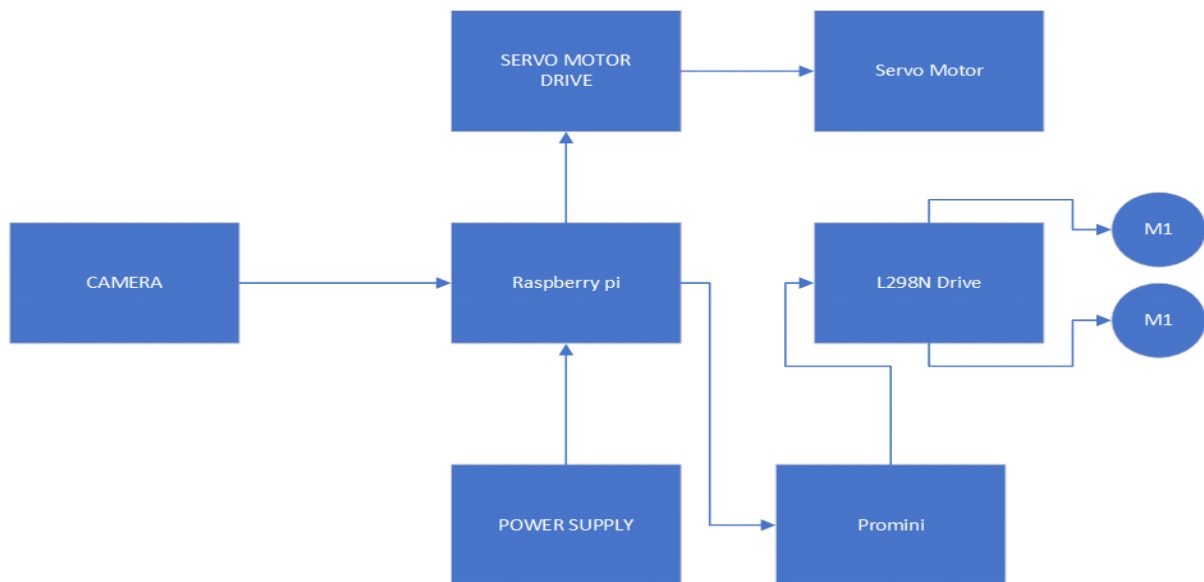 SERVO MOTOR
DRIVE
Servo Motor
M1
CAMERA
Raspberry pi
L298N Drive
M1
POWER SUPPLY
Promini